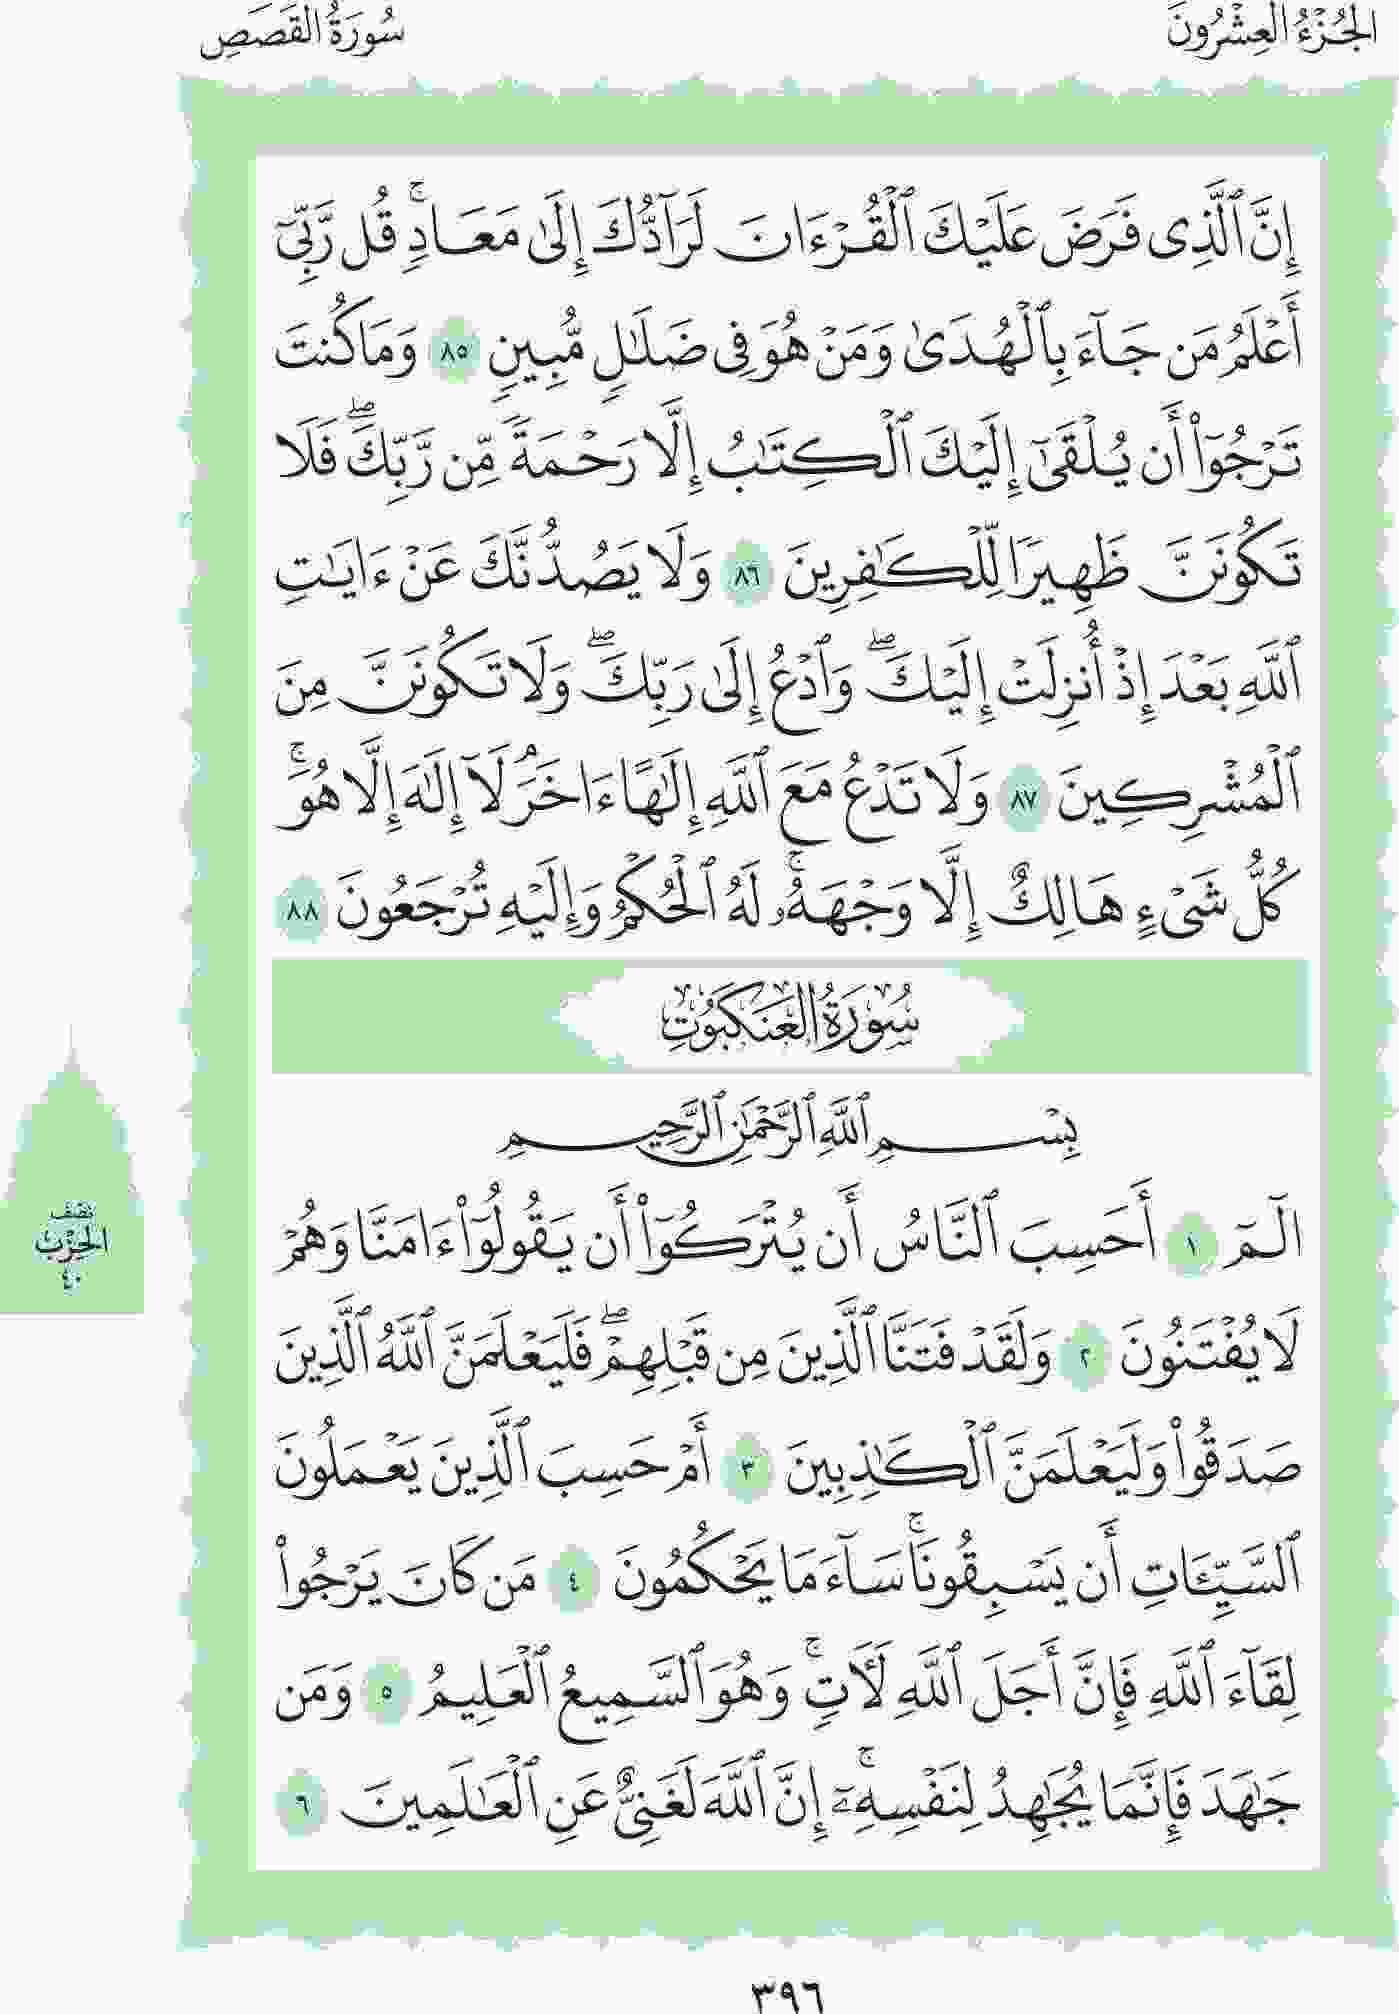 الجُزْءُ العِشْرُونَ
سُورَةُ القَصَصِ
إِنَّ ٱلَّذِى فَرَضَ عَلَيْكَ ٱلْقُرْءَانَ لَرَآدُّكَ إِلَىٰ مَعَادٍۚ قُل رَّبِّىٓ
أَعْلَمُ مَن جَآءَ بِٱلْهُدَىٰ وَمَنْ هُوَ فِى ضَلَٰلٍ مُّبِينٍ ٨٥ وَمَا كُنتَ
تَرْجُوٓا۟ أَن يُلْقَىٰٓ إِلَيْكَ ٱلْكِتَٰبُ إِلَّا رَحْمَةً مِّن رَّبِّكَۖ فَلَا
تَكُونَنَّ ظَهِيرًا لِّلْكَٰفِرِينَ ٨٦ وَلَا يَصُدُّنَّكَ عَنْ ءَايَٰتِ
ٱللَّهِ بَعْدَ إِذْ أُنزِلَتْ إِلَيْكَۖ وَٱدْعُ إِلَىٰ رَبِّكَۖ وَلَا تَكُونَنَّ مِنَ
ٱلْمُشْرِكِينَ ٨٧ وَلَا تَدْعُ مَعَ ٱللَّهِ إِلَٰهًا ءَاخَرَۘ لَآ إِلَٰهَ إِلَّا هُوَۚ
كُلُّ شَىْءٍ هَالِكٌ إِلَّا وَجْهَهُۥۚ لَهُ ٱلْحُكْمُ وَإِلَيْهِ تُرْجَعُونَ ٨٨
سُورَةُ العَنكَبُوتِ
بِسْمِ ٱللَّهِ ٱلرَّحْمَٰنِ ٱلرَّحِيمِ
الٓمٓ ١ أَحَسِبَ ٱلنَّاسُ أَن يُتْرَكُوٓا۟ أَن يَقُولُوٓا۟ ءَامَنَّا وَهُمْ
لَا يُفْتَنُونَ ٢ وَلَقَدْ فَتَنَّا ٱلَّذِينَ مِن قَبْلِهِمْۖ فَلَيَعْلَمَنَّ ٱللَّهُ ٱلَّذِينَ
صَدَقُوا۟ وَلَيَعْلَمَنَّ ٱلْكَٰذِبِينَ ٣ أَمْ حَسِبَ ٱلَّذِينَ يَعْمَلُونَ
ٱلسَّيِّـَٔاتِ أَن يَسْبِقُونَاۚ سَآءَ مَا يَحْكُمُونَ ٤ مَن كَانَ يَرْجُوا۟
لِقَآءَ ٱللَّهِ فَإِنَّ أَجَلَ ٱللَّهِ لَـَٔاتٍۚ وَهُوَ ٱلسَّمِيعُ ٱلْعَلِيمُ ٥ وَمَن
جَٰهَدَ فَإِنَّمَا يُجَٰهِدُ لِنَفْسِهِۦٓۚ إِنَّ ٱللَّهَ لَغَنِىٌّ عَنِ ٱلْعَٰلَمِينَ ٦
نِصْف
الحِزْب
٤٠
٣٩٦